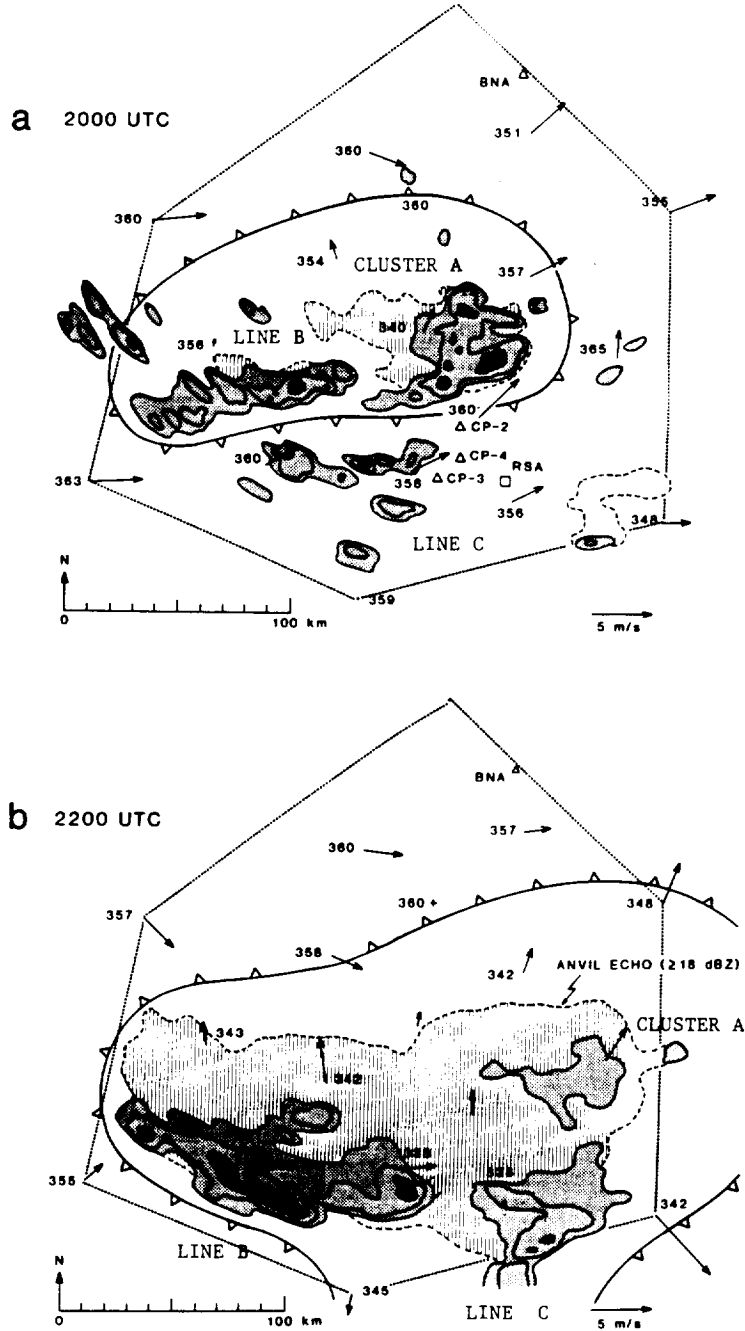 BNA
a 2000 UTC
351
360
360
355
360
354
CLUSTER A
357
340
LINE B
356
365
360
CP-2
360
CP-4
358
CP-3
RSA
363
356
348
LINE C
N
359
0 100 km
5 m/s
BNA
b 2200 UTC
357
360
360
348
357
358
342
ANVIL ECHO (≥18 dBZ)
343
CLUSTER A
342
355
342
LINE B
345
N
0 100 km
LINE C
5 m/s